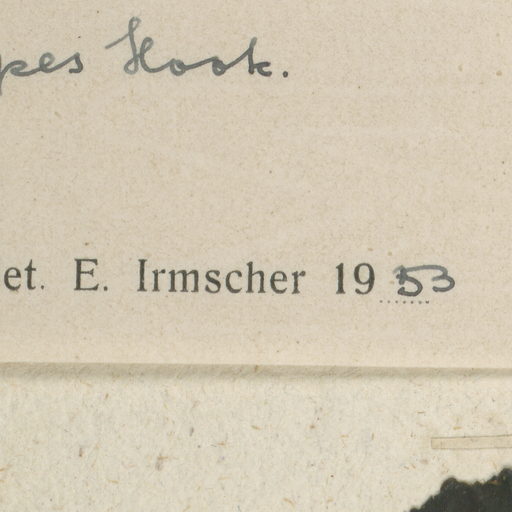 pes Hook.
et. E. Irmscher 1953